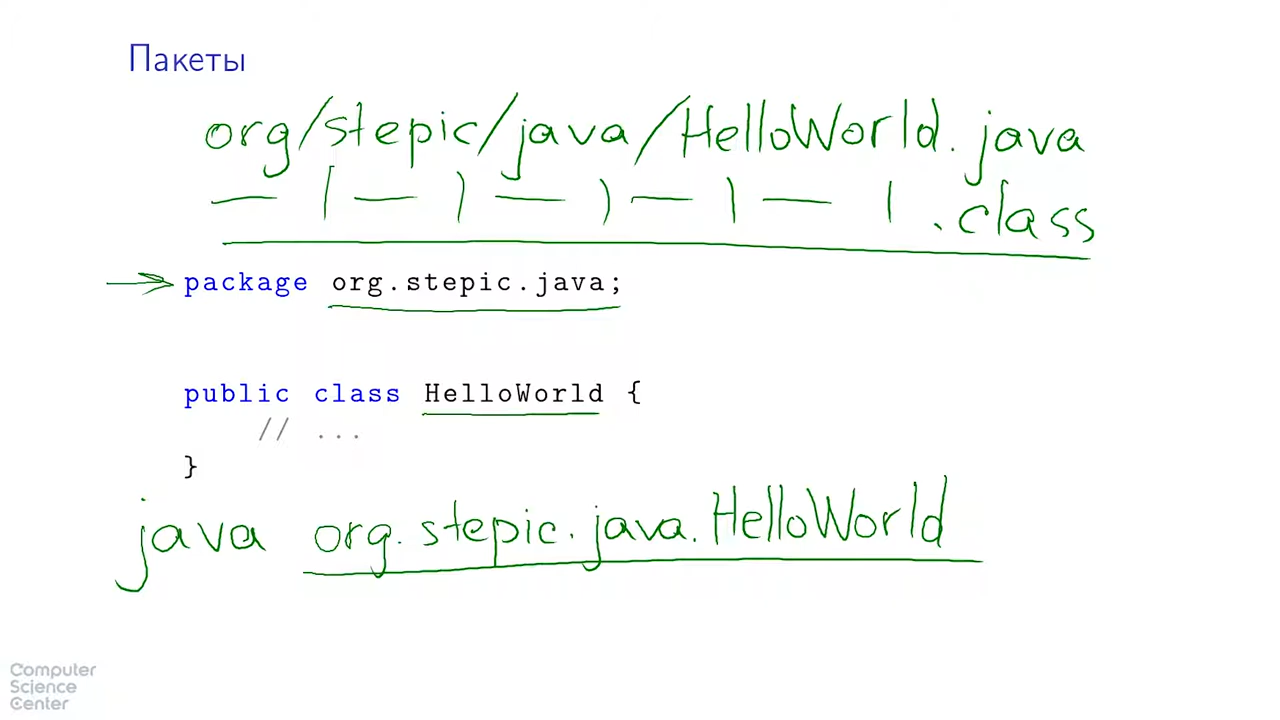 Пакеты
org/stepic/java/HelloWorld.java
— | — | — ) — | — | .class
package org.stepic.java;
public class HelloWorld {
// ...
}
java org.stepic.java.HelloWorld
Computer
Science
Center